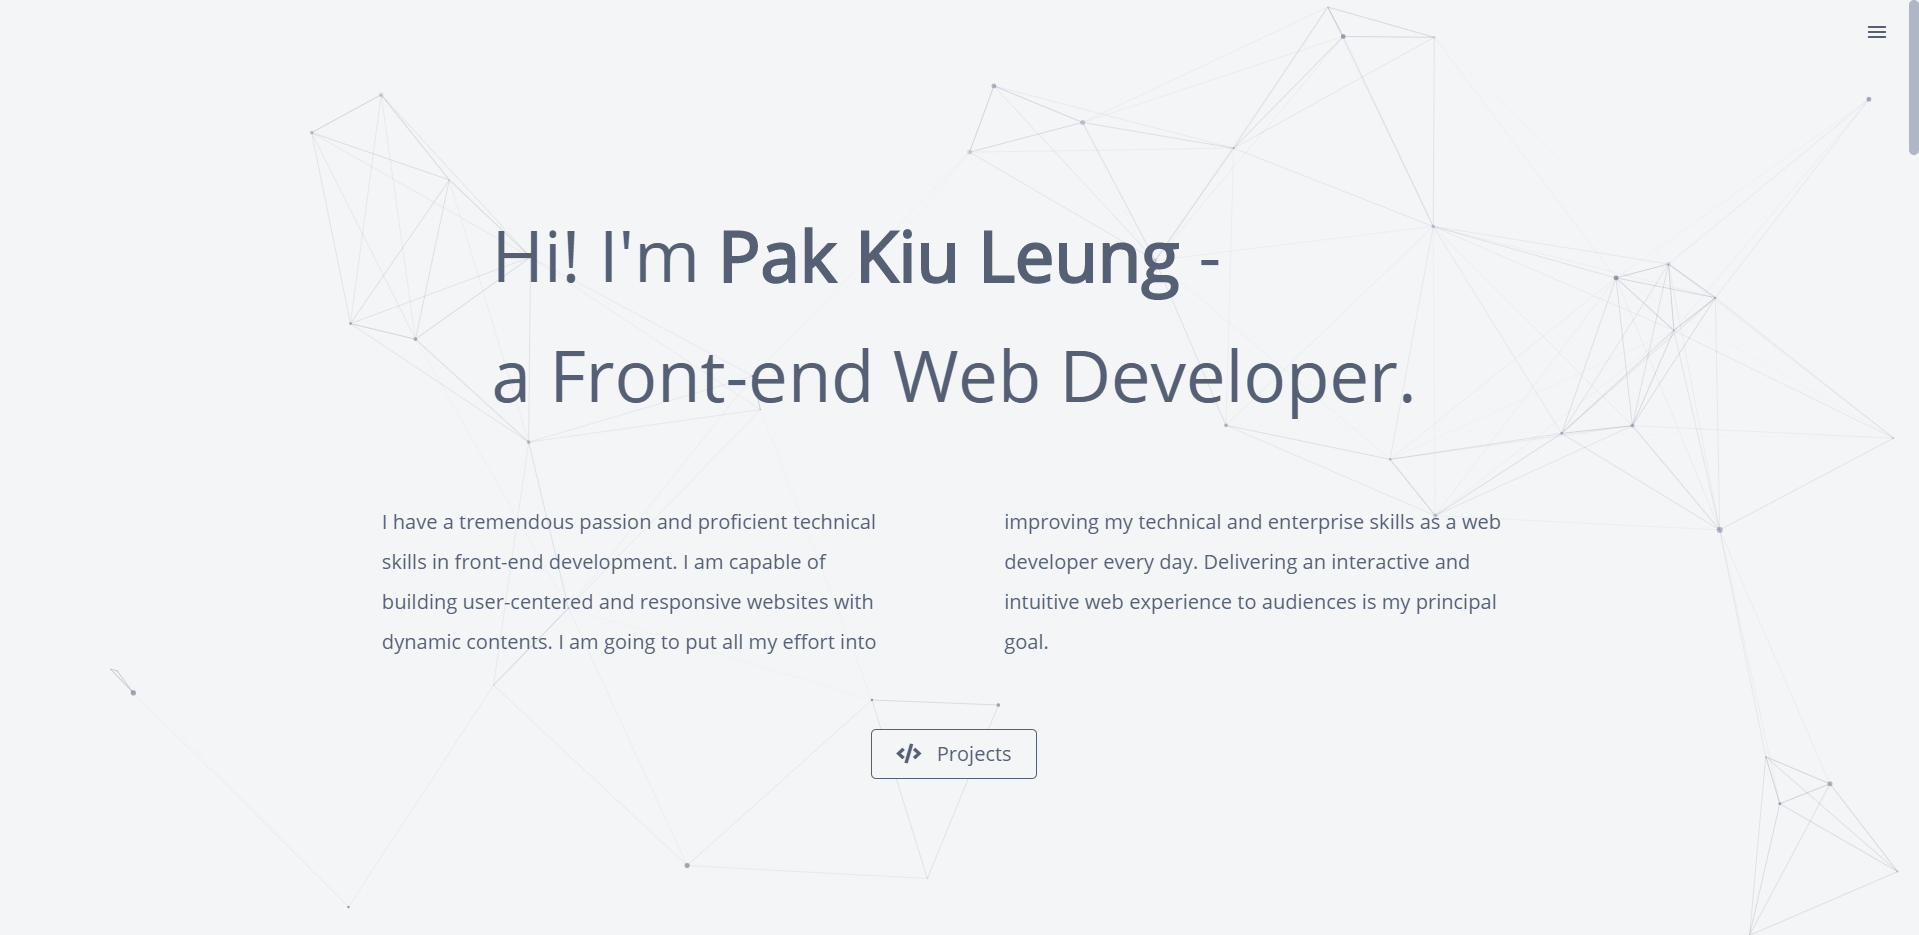 Hi! I'm Pak Kiu Leung -
a Front-end Web Developer.
I have a tremendous passion and proficient technical
skills in front-end development. I am capable of
building user-centered and responsive websites with
dynamic contents. I am going to put all my effort into
improving my technical and enterprise skills as a web
developer every day. Delivering an interactive and
intuitive web experience to audiences is my principal
goal.
Projects